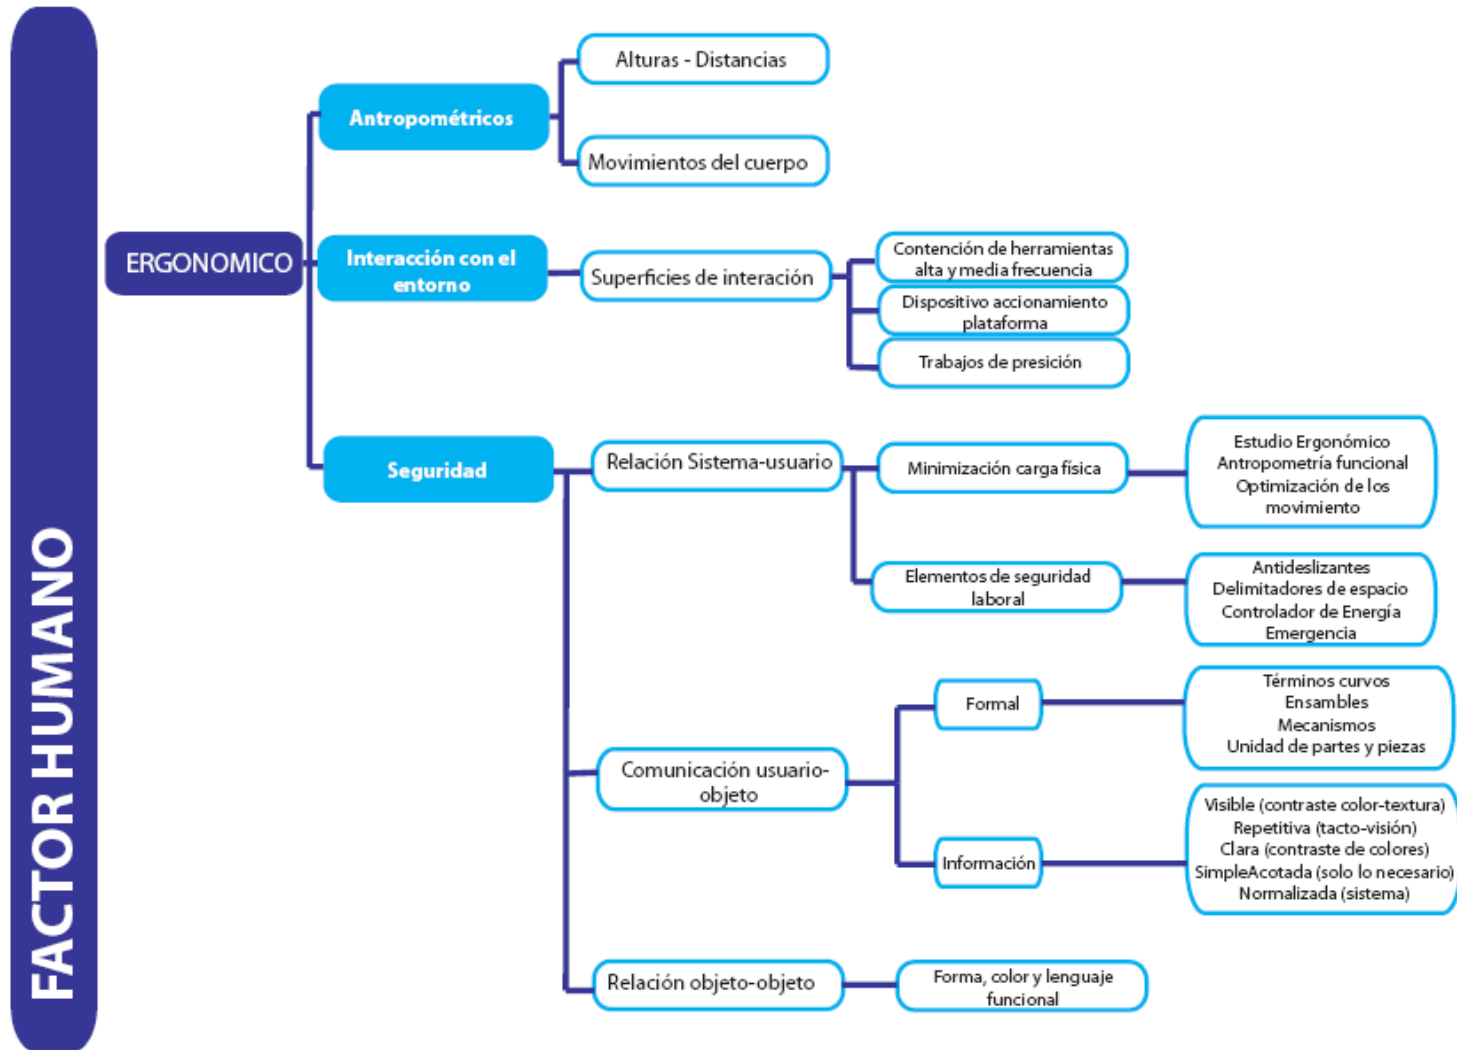 FACTOR HUMANO
ERGONOMICO
Antropométricos
Alturas - Distancias
Movimientos del cuerpo
Interacción con el
entorno
Superficies de interación
Contención de herramientas
alta y media frecuencia
Dispositivo accionamiento
plataforma
Trabajos de presición
Seguridad
Relación Sistema-usuario
Minimización carga física
Estudio Ergonómico
Antropometría funcional
Optimización de los
movimiento
Elementos de seguridad
laboral
Antideslizantes
Delimitadores de espacio
Controlador de Energía
Emergencia
Comunicación usuario-
objeto
Formal
Términos curvos
Ensambles
Mecanismos
Unidad de partes y piezas
Información
Visible (contraste color-textura)
Repetitiva (tacto-visión)
Clara (contraste de colores)
SimpleAcotada (solo lo necesario)
Normalizada (sistema)
Relación objeto-objeto
Forma, color y lenguaje
funcional